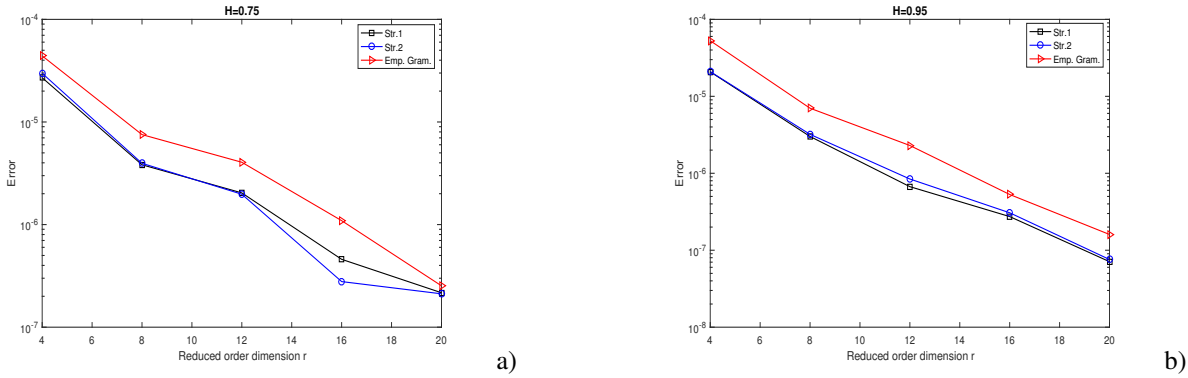 H=0.75
10^-4
10^-5
10^-6
10^-7
Error
Str.1
Str.2
Emp. Gram.
4 6 8 10 12 14 16 18 20
Reduced order dimension r
a)
H=0.95
10^-4
10^-5
10^-6
10^-7
10^-8
Error
Str.1
Str.2
Emp. Gram.
4 6 8 10 12 14 16 18 20
Reduced order dimension r
b)